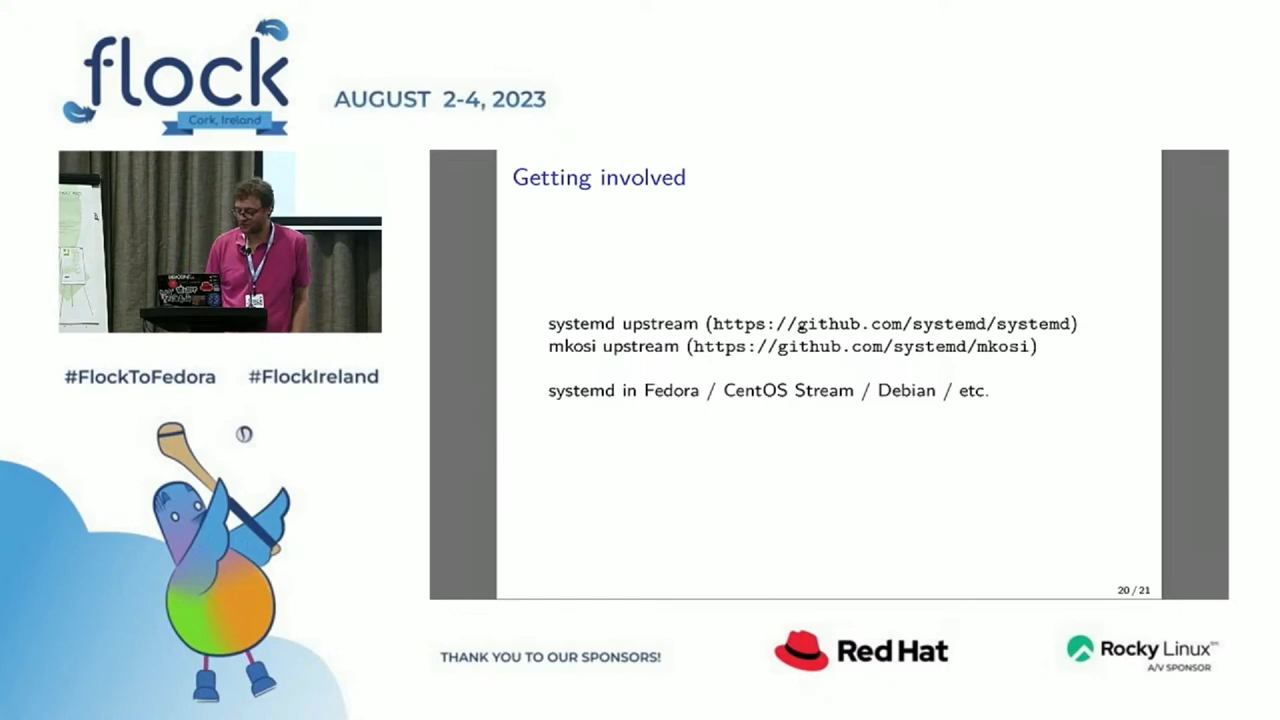 flock
Cork, Ireland
AUGUST 2-4, 2023
Getting involved
systemd upstream (https://github.com/systemd/systemd)
mkosi upstream (https://github.com/systemd/mkosi)
systemd in Fedora / CentOS Stream / Debian / etc.
20 / 21
#FlockToFedora #FlockIreland
THANK YOU TO OUR SPONSORS!
Red Hat
Rocky Linux™
A/V SPONSOR